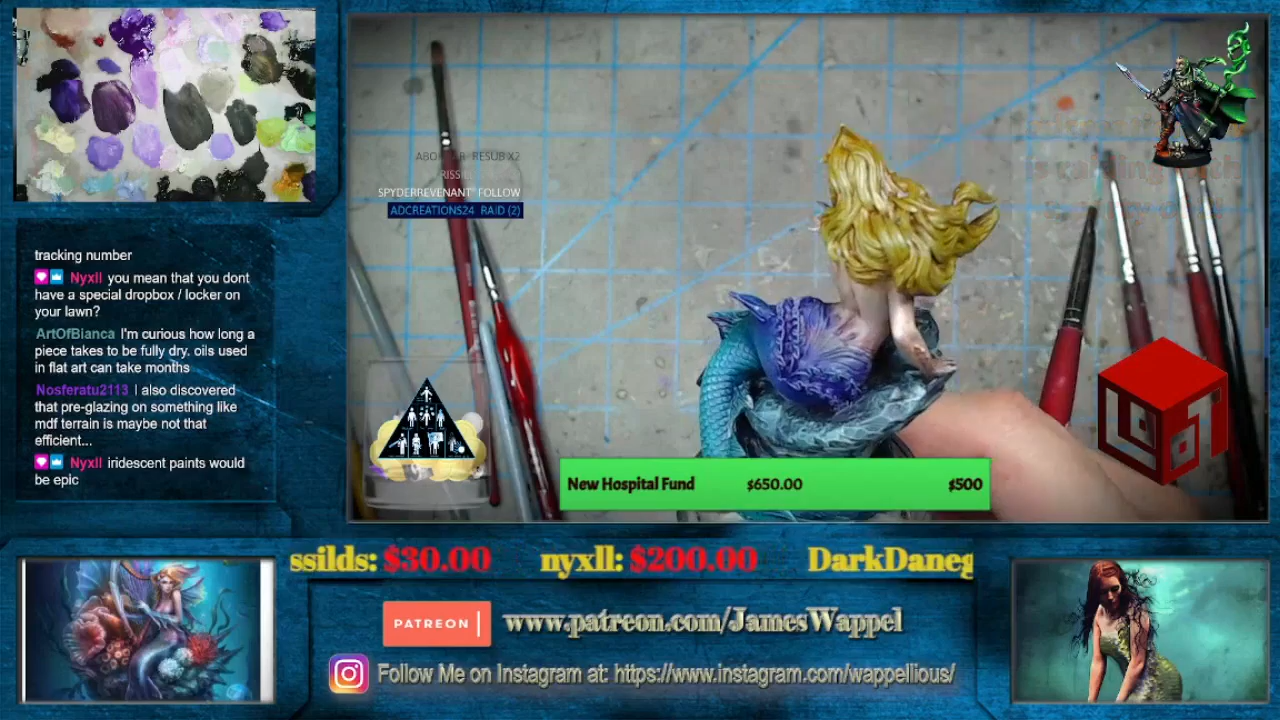 tracking number
Nyxll you mean that you dont
have a special dropbox / locker on
your lawn?
ArtOfBianca I'm curious how long a
piece takes to be fully dry. oils used
in flat art can take months
Nosferatu2113 I also discovered
that pre-glazing on something like
mdf terrain is maybe not that
efficient...
Nyxll iridescent paints would
be epic
RESUB X2
SPYDERREVENANT FOLLOW
ADCREATIONS24 RAID (2)
LOOT
New Hospital Fund $650.00 $500
ssilds: $30.00 nyxll: $200.00 DarkDaneg
PATREON www.patreon.com/JamesWappel
Follow Me on Instagram at: https://www.instagram.com/wappellious/